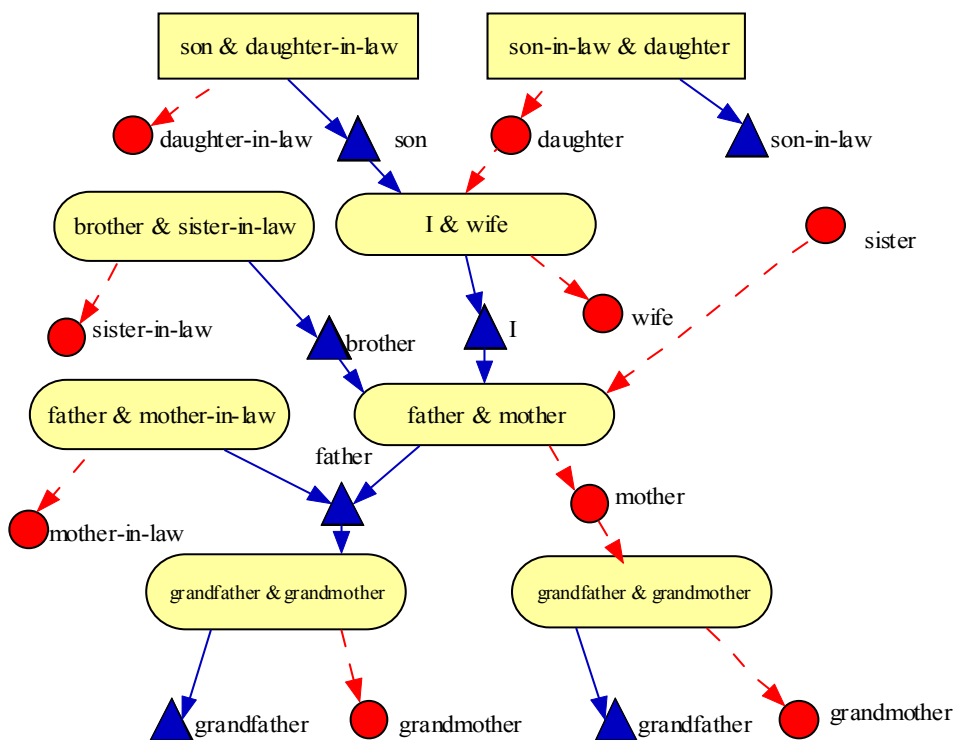 son & daughter-in-law
son-in-law & daughter
daughter-in-law
son
daughter
son-in-law
brother & sister-in-law
I & wife
sister
sister-in-law
brother
I
wife
father & mother-in-law
father & mother
father
mother
mother-in-law
grandfather & grandmother
grandfather & grandmother
grandfather
grandmother
grandfather
grandmother